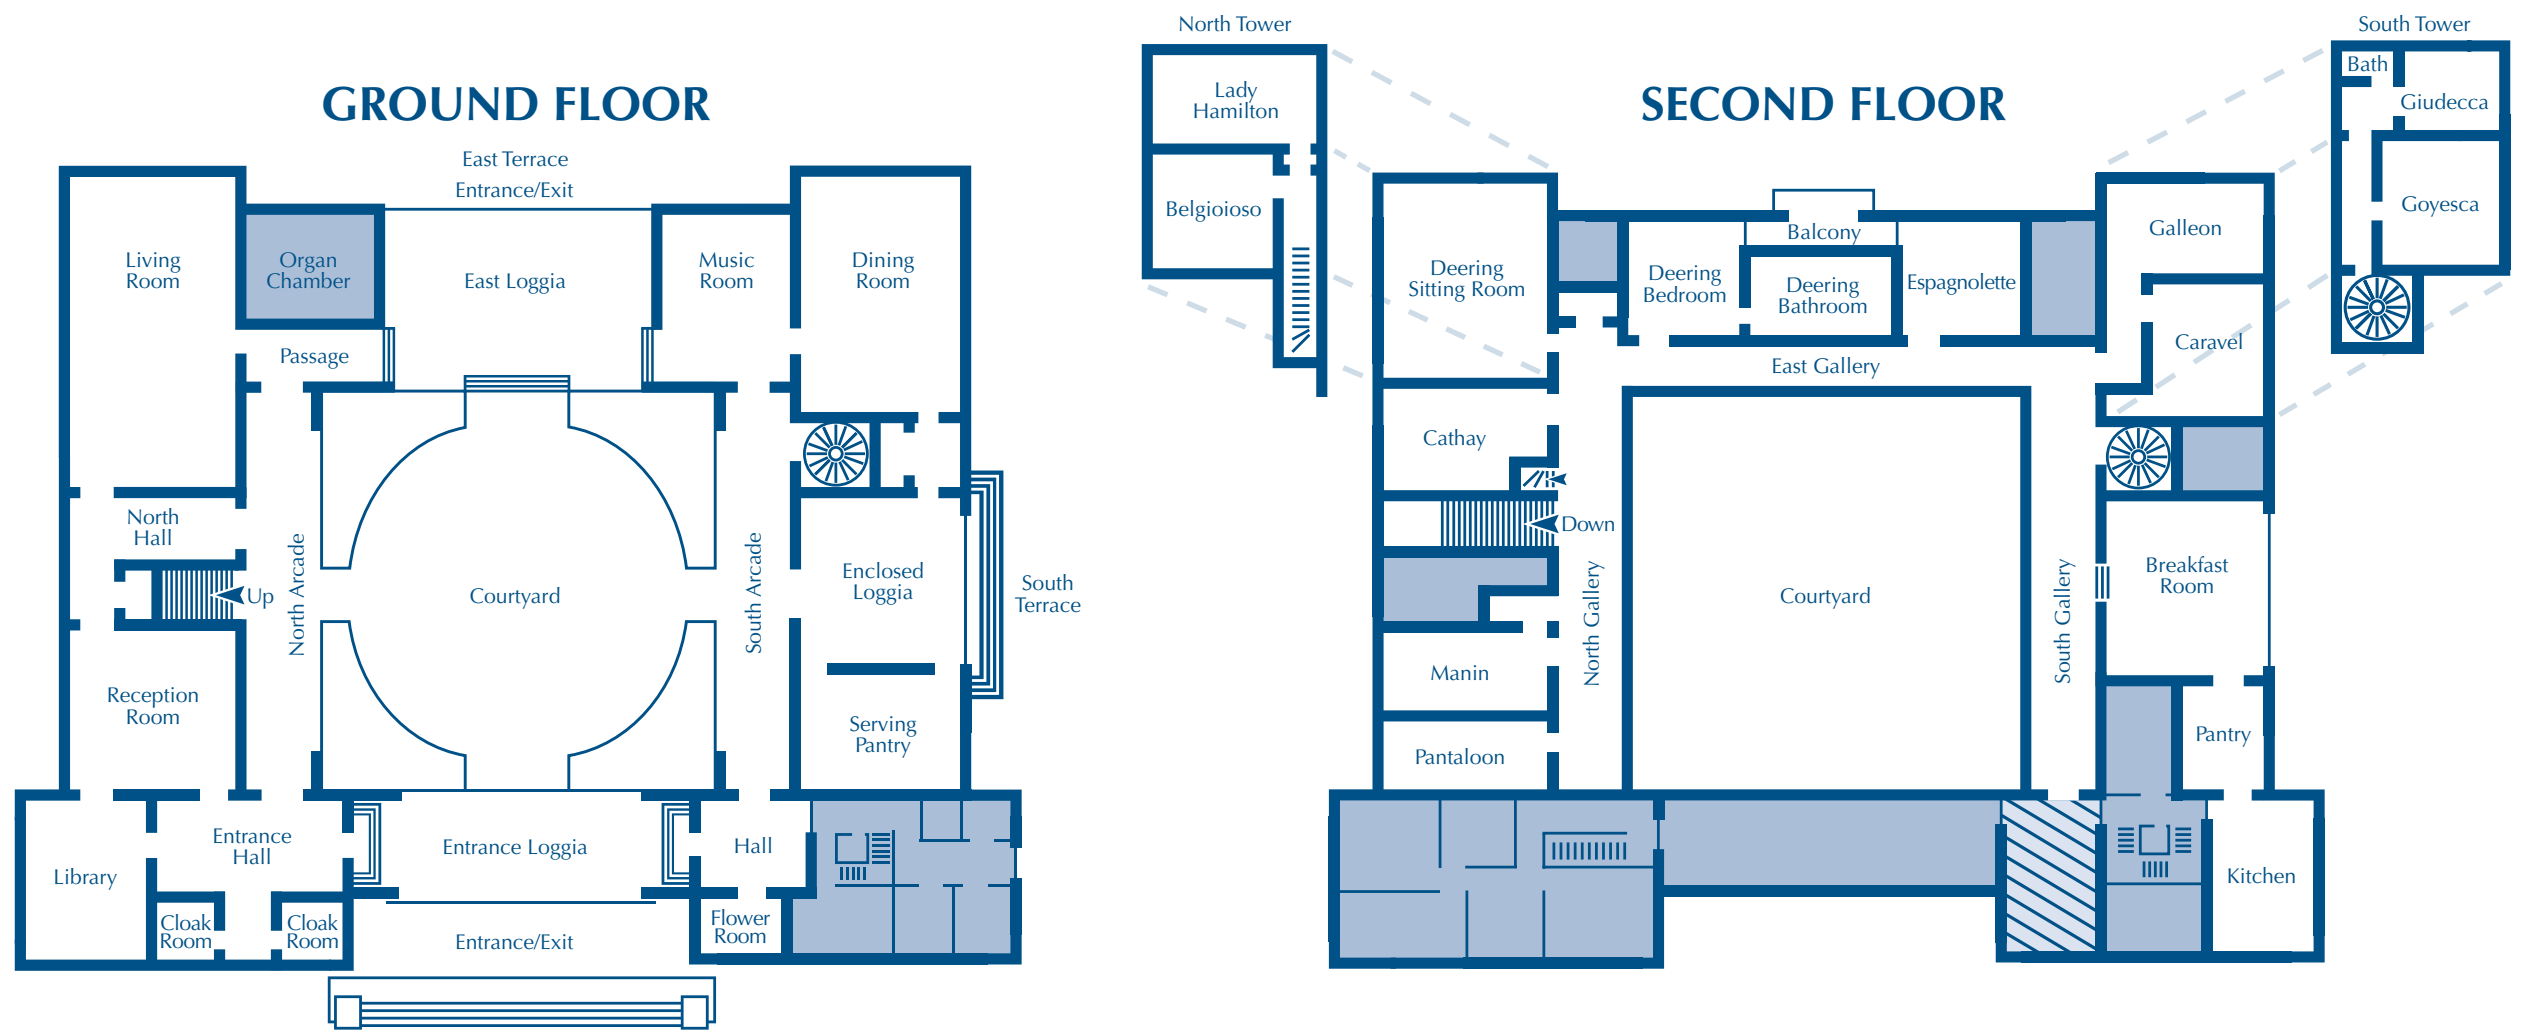 GROUND FLOOR
East Terrace
Entrance/Exit
Living
Room
Organ
Chamber
East Loggia
Music
Room
Dining
Room
Passage
North
Hall
Up
North Arcade
Courtyard
South Arcade
Enclosed
Loggia
South
Terrace
Reception
Room
Serving
Pantry
Library
Entrance
Hall
Entrance Loggia
Hall
Cloak
Room
Cloak
Room
Entrance/Exit
Flower
Room
North Tower
Lady
Hamilton
Belgioioso
SECOND FLOOR
South Tower
Bath
Giudecca
Goyesca
Deering
Sitting Room
Deering
Bedroom
Balcony
Deering
Bathroom
Espagnolette
Galleon
Caravel
East Gallery
Cathay
Down
North Gallery
Courtyard
South Gallery
Breakfast
Room
Manin
Pantaloon
Pantry
Kitchen